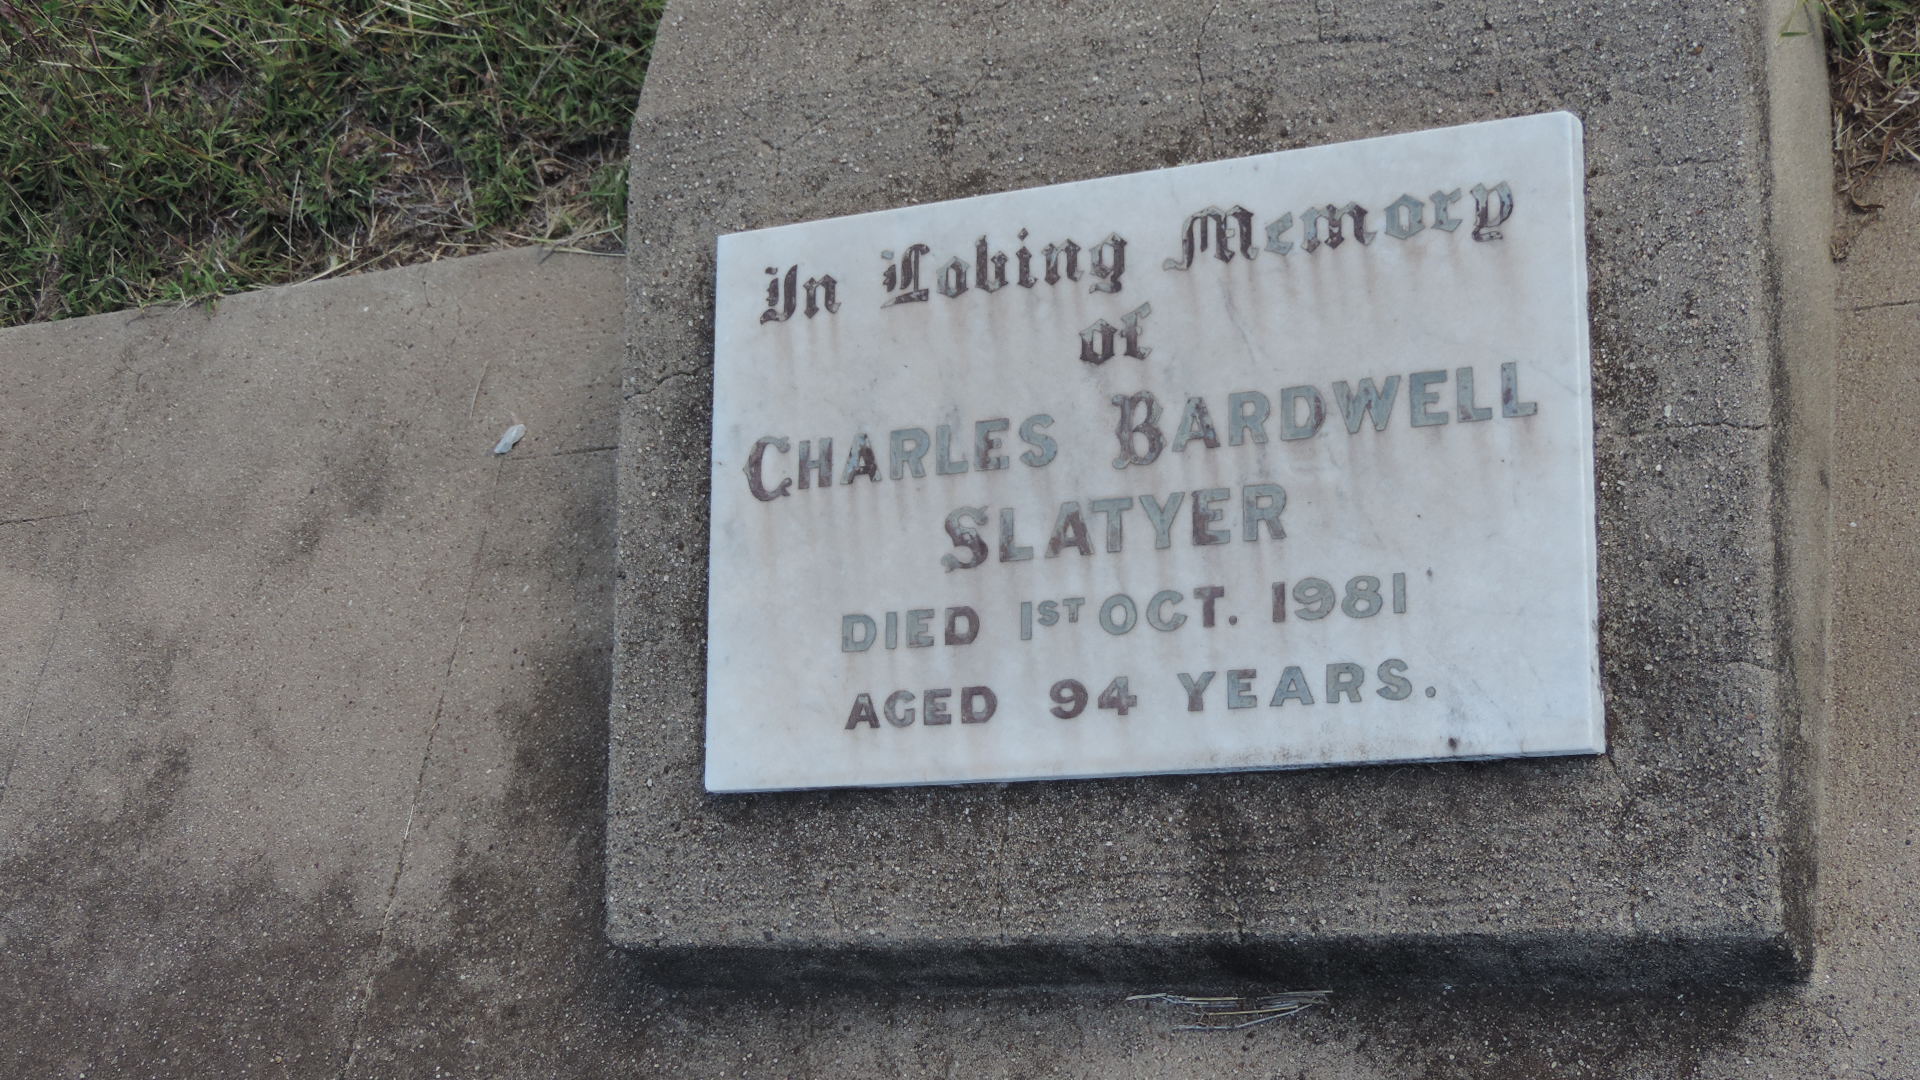 In Loving Memory
of
CHARLES BARDWELL
SLATYER
DIED 1ST OCT. 1981
AGED 94 YEARS.